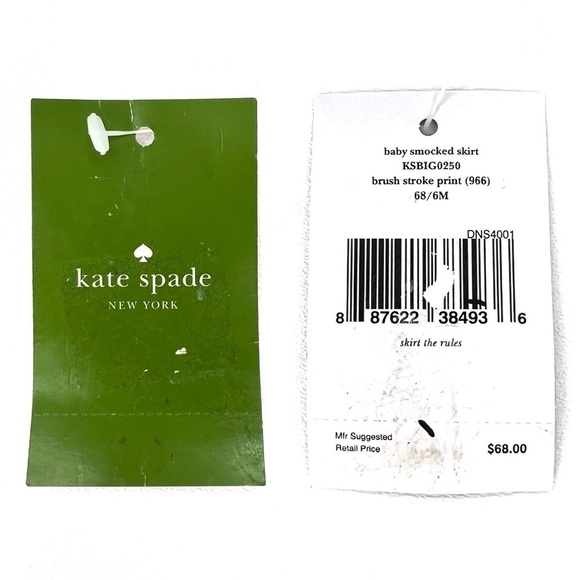 kate spade
NEW YORK
baby smocked skirt
KSBIG0250
brush stroke print (966)
68/6M
DNS4001
8 87622 38493 6
skirt the rules
Mfr Suggested
Retail Price
$68.00